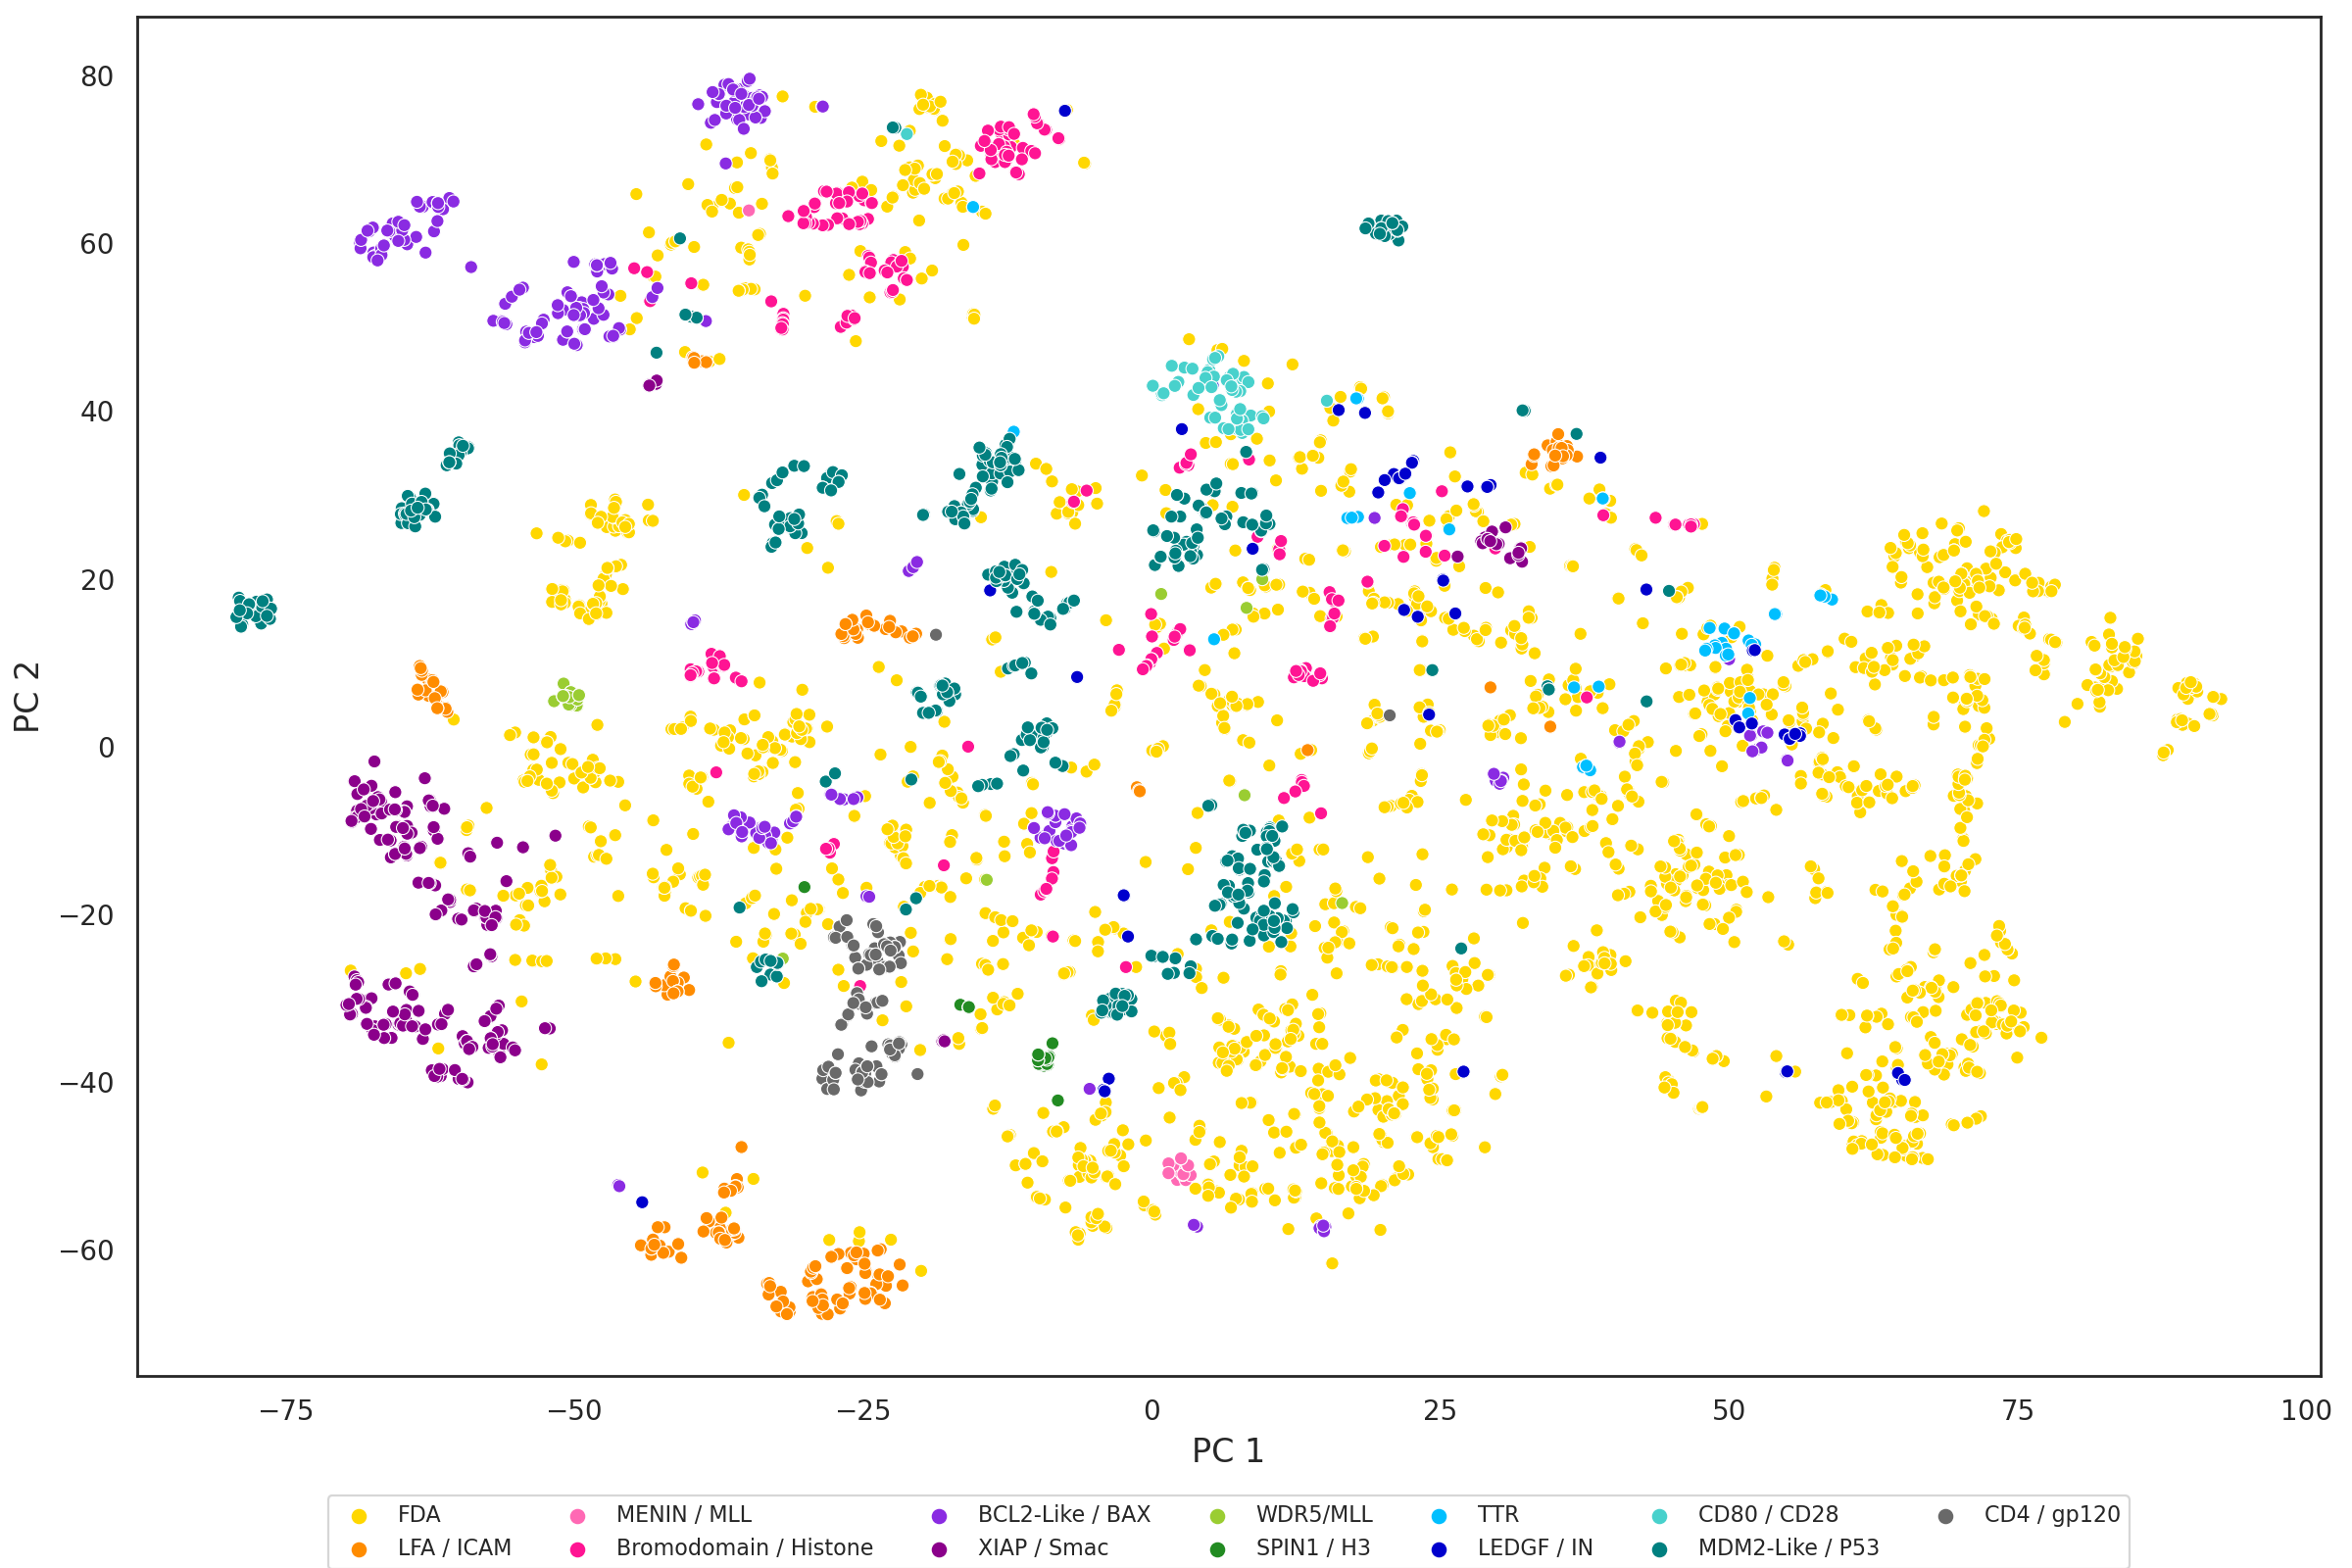 80
60
40
20
0
−20
−40
−60
PC 2
−75 −50 −25 0 25 50 75 100
PC 1
FDA MENIN / MLL BCL2-Like / BAX WDR5/MLL TTR CD80 / CD28 CD4 / gp120
LFA / ICAM Bromodomain / Histone XIAP / Smac SPIN1 / H3 LEDGF / IN MDM2-Like / P53